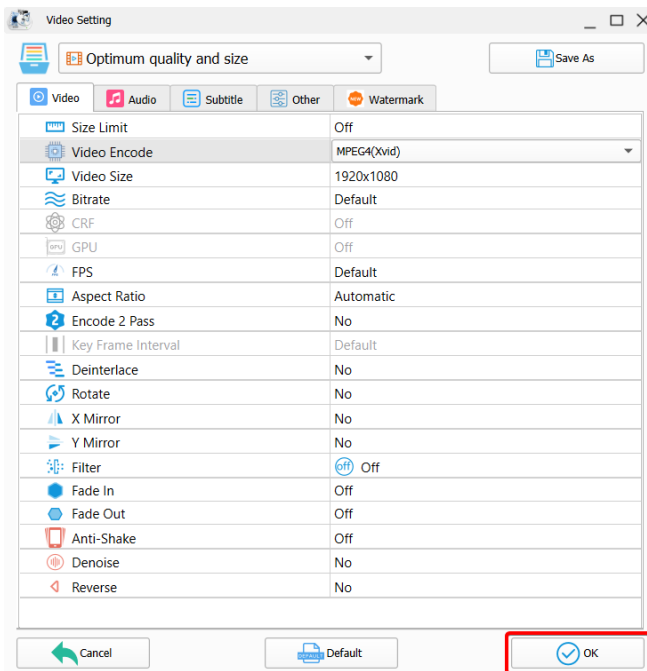 Video Setting
Optimum quality and size
Save As
Video Audio Subtitle Other NEW Watermark
Size Limit Off
Video Encode MPEG4(Xvid)
Video Size 1920x1080
Bitrate Default
CRF Off
GPU GPU Off
FPS Default
Aspect Ratio Automatic
2 Encode 2 Pass No
Key Frame Interval Default
Deinterlace No
Rotate No
X Mirror No
Y Mirror No
Filter off Off
Fade In Off
Fade Out Off
Anti-Shake Off
Denoise No
Reverse No
Cancel DEFAULT Default OK